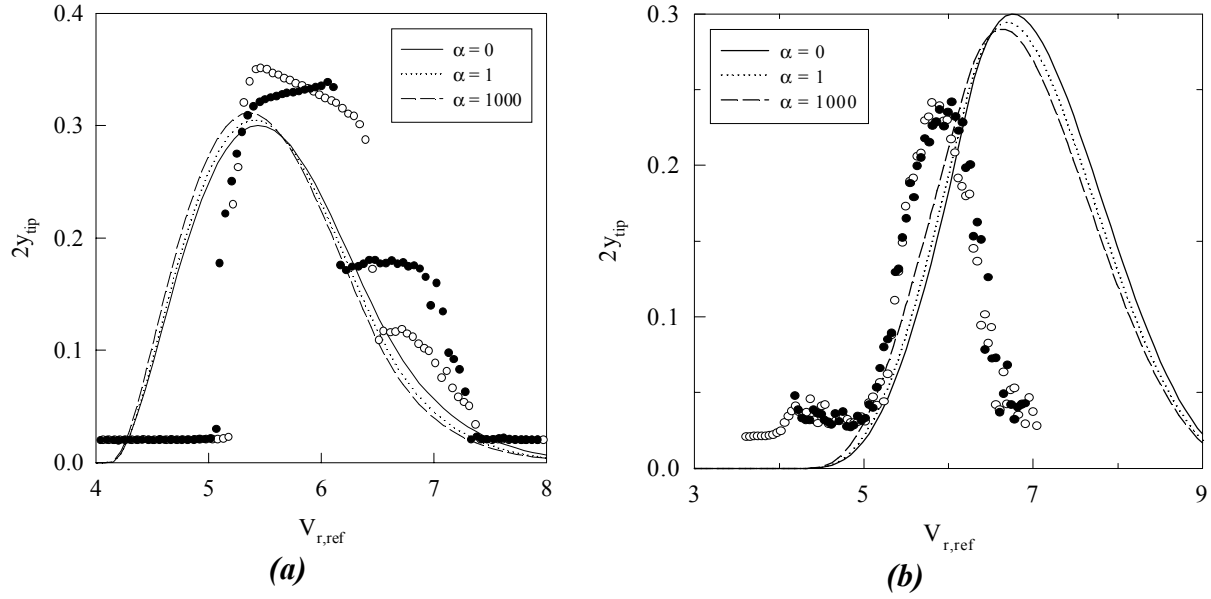 0.4
0.3
0.2
0.1
0.0
2y_tip
α = 0
α = 1
α = 1000
4 5 6 7 8
V_r,ref
(a)
0.3
0.2
0.1
0.0
2y_tip
α = 0
α = 1
α = 1000
3 5 7 9
V_r,ref
(b)